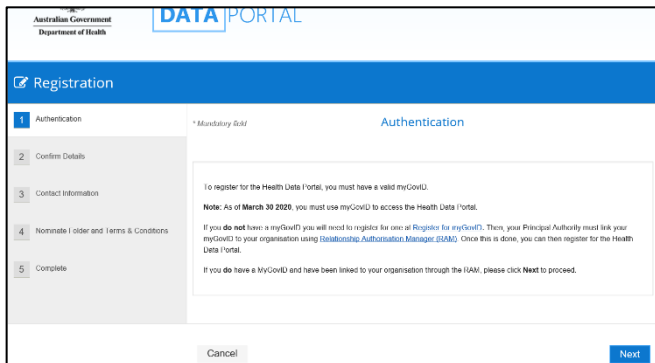 Australian Government
Department of Health
DATA PORTAL
Registration
1 Authentication
2 Confirm Details
3 Contact Information
4 Nominate Folder and Terms & Conditions
5 Complete
* Mandatory field
Authentication
To register for the Health Data Portal, you must have a valid myGovID.
Note: As of March 30 2020, you must use myGovID to access the Health Data Portal.
If you do not have a myGovID you will need to register for one at Register for myGovID. Then, your Principal Authority must link your
myGovID to your organisation using Relationship Authorisation Manager (RAM). Once this is done, you can then register for the Health
Data Portal.
If you do have a MyGovID and have been linked to your organisation through the RAM, please click Next to proceed.
Cancel
Next